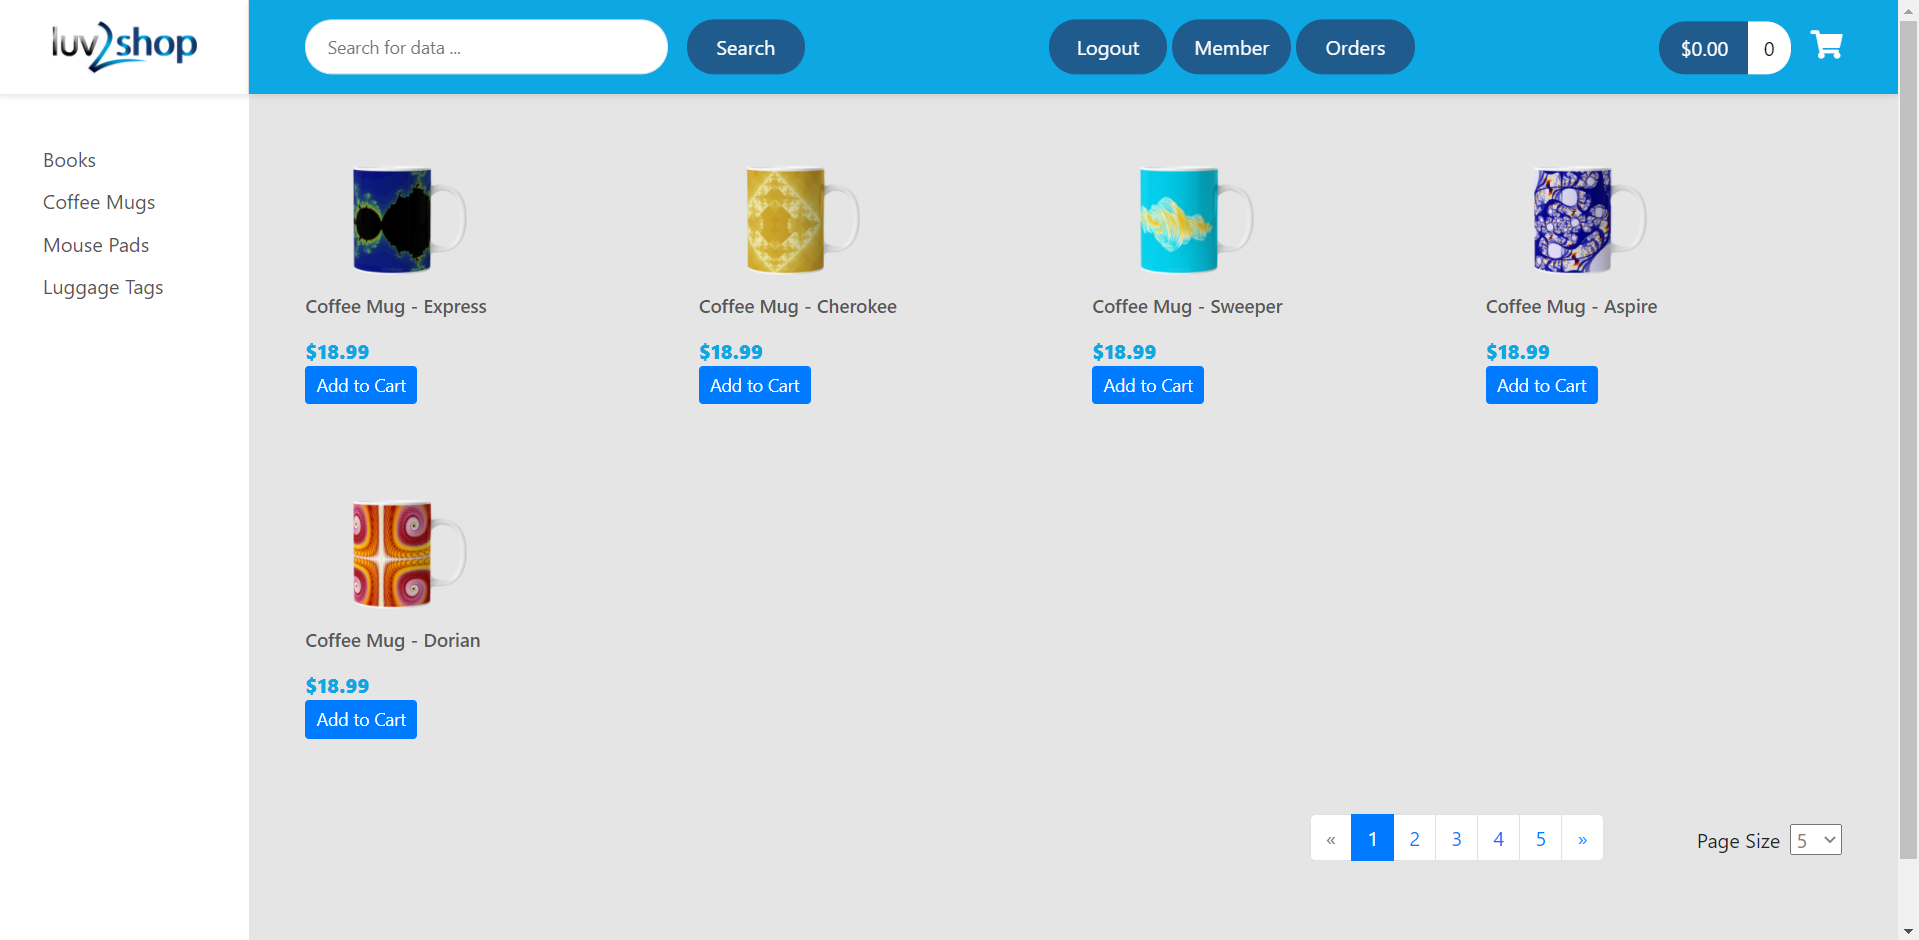 luv2shop
Search for data ...
Search
Logout
Member
Orders
$0.00
0
Books
Coffee Mugs
Mouse Pads
Luggage Tags
Coffee Mug - Express
$18.99
Add to Cart
Coffee Mug - Cherokee
$18.99
Add to Cart
Coffee Mug - Sweeper
$18.99
Add to Cart
Coffee Mug - Aspire
$18.99
Add to Cart
Coffee Mug - Dorian
$18.99
Add to Cart
« 1 2 3 4 5 »
Page Size 5